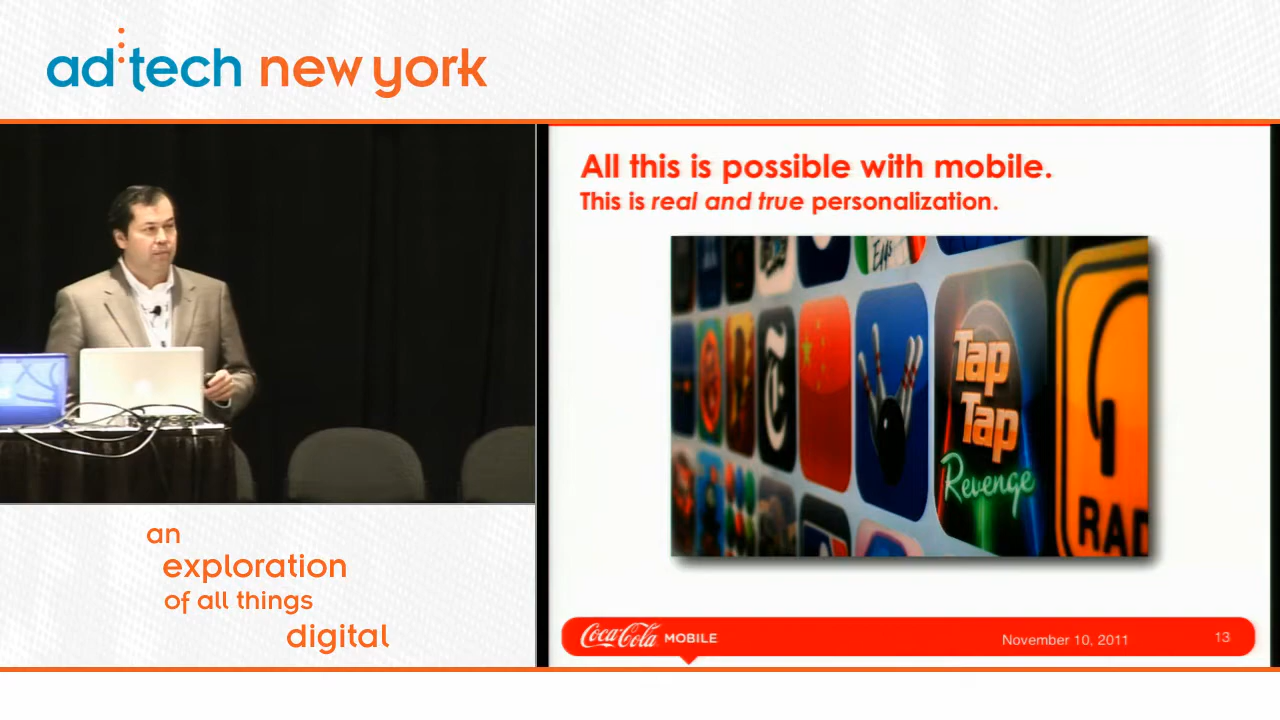 ad:tech new york
All this is possible with mobile.
This is real and true personalization.
Tap
Tap
Revenge
RAD
Coca-Cola MOBILE
November 10, 2011
13
an
exploration
of all things
digital